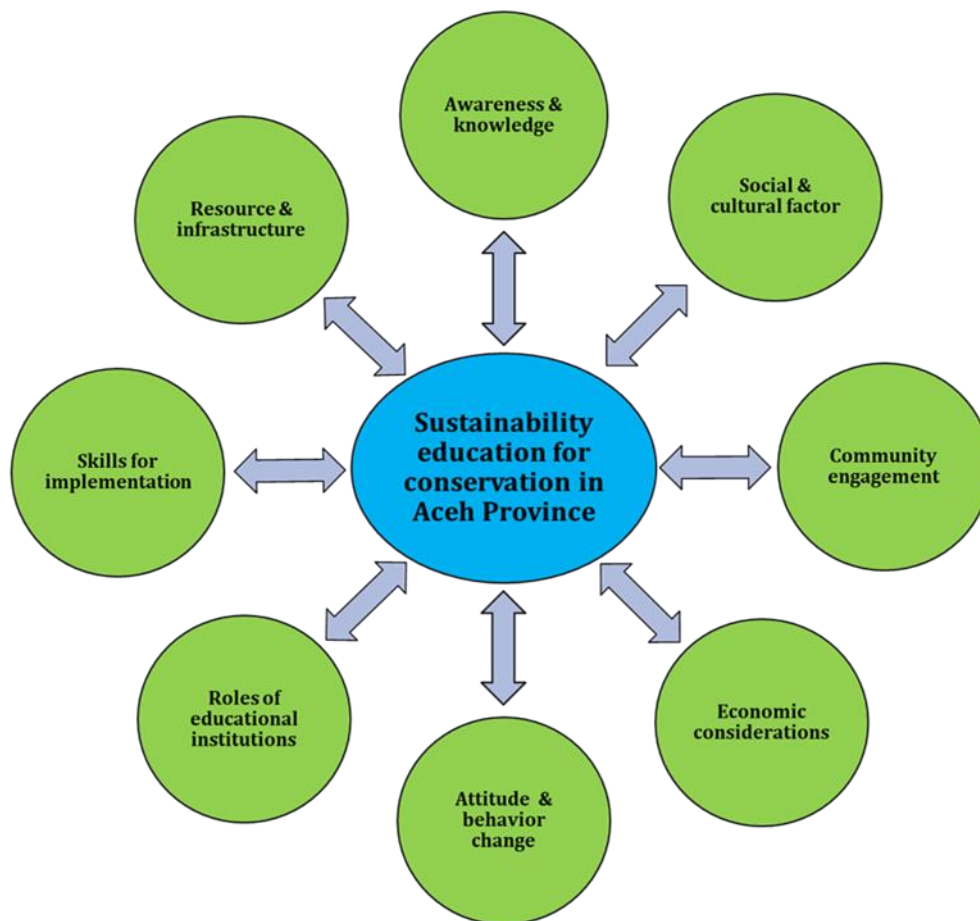 Awareness &
knowledge
Social &
cultural factor
Resource &
infrastructure
Sustainability
education for
conservation in
Aceh Province
Skills for
implementation
Community
engagement
Roles of
educational
institutions
Economic
considerations
Attitude &
behavior
change